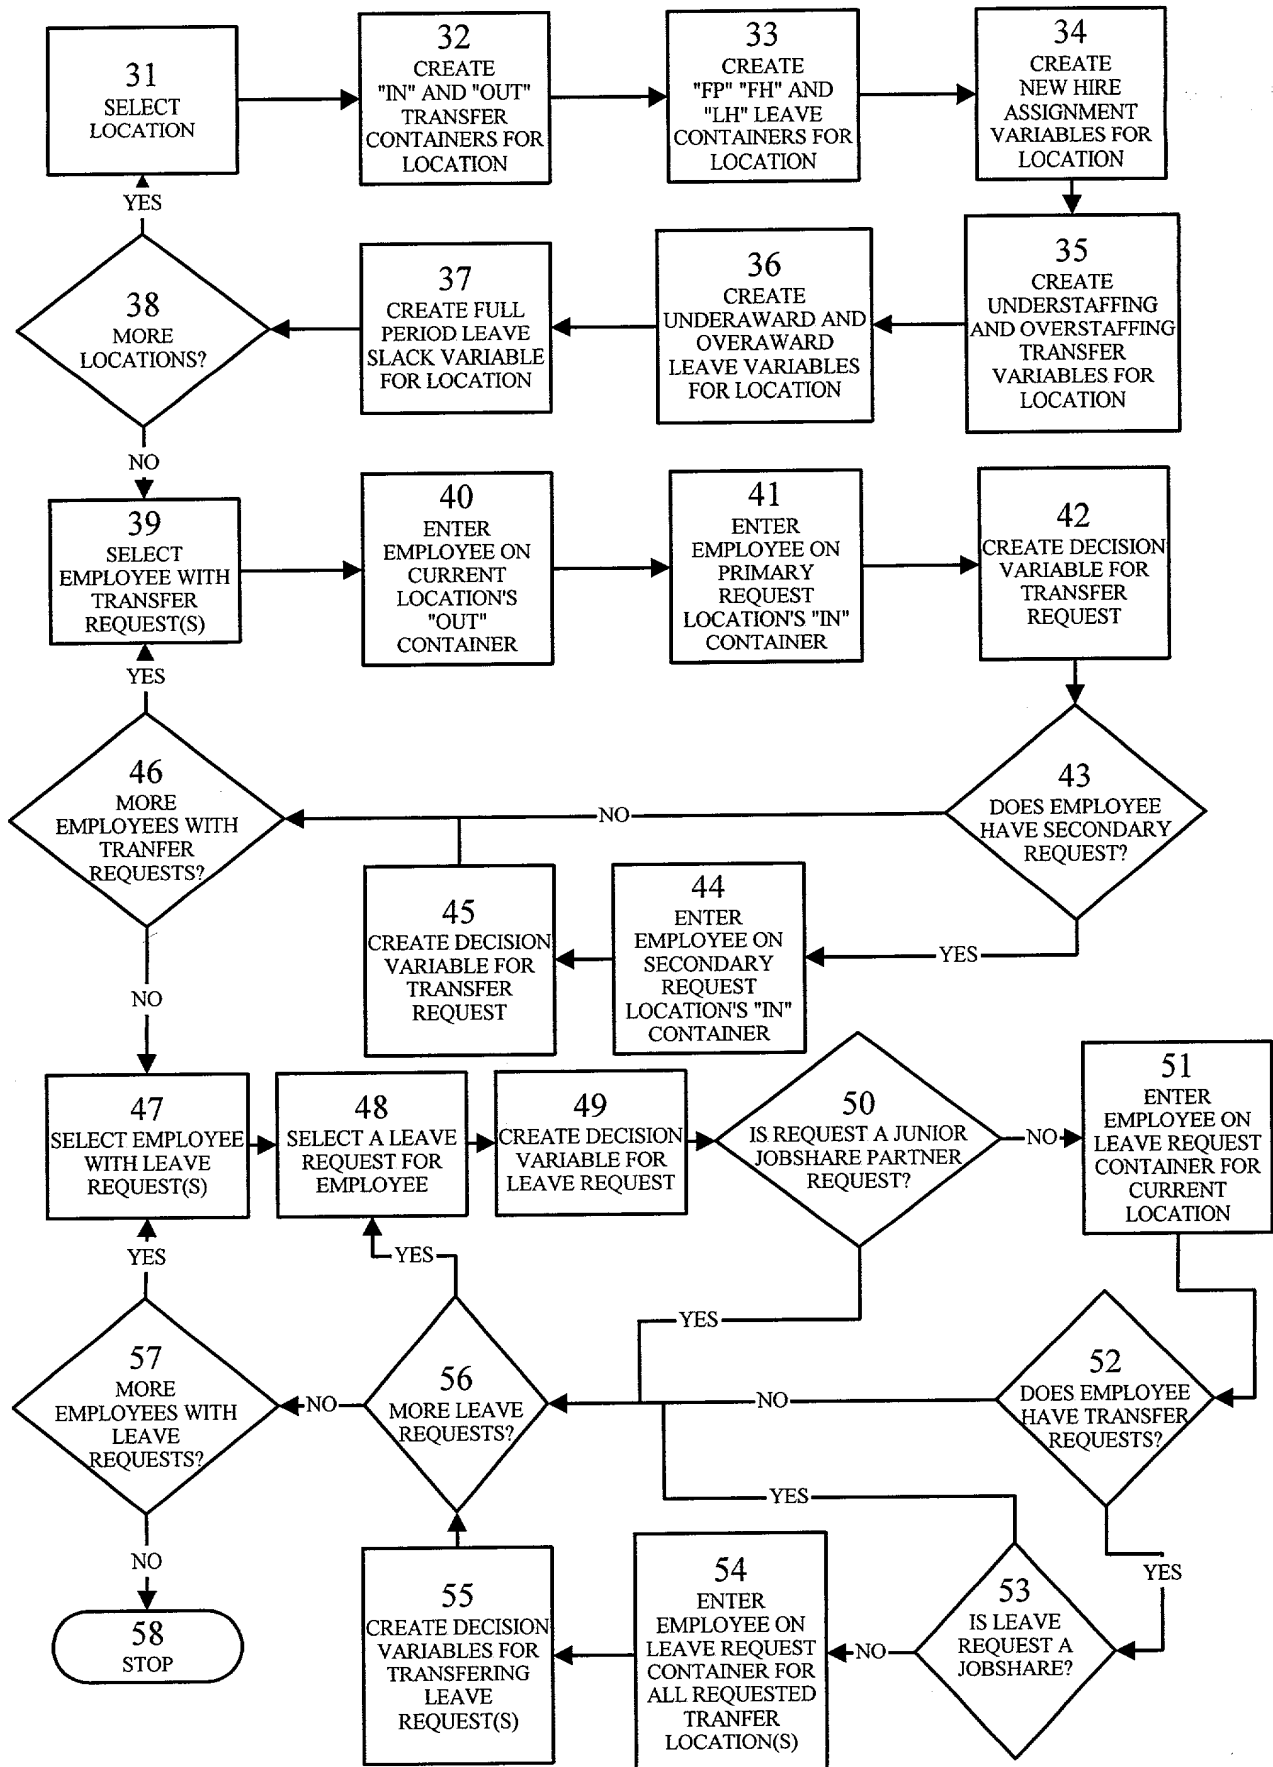 31
SELECT
LOCATION
32
CREATE
"IN" AND "OUT"
TRANSFER
CONTAINERS FOR
LOCATION
33
CREATE
"FP" "FH" AND
"LH" LEAVE
CONTAINERS FOR
LOCATION
34
CREATE
NEW HIRE
ASSIGNMENT
VARIABLES FOR
LOCATION
YES
38
MORE
LOCATIONS?
37
CREATE FULL
PERIOD LEAVE
SLACK VARIABLE
FOR LOCATION
36
CREATE
UNDERAWARD AND
OVERAWARD
LEAVE VARIABLES
FOR LOCATION
35
CREATE
UNDERSTAFFING
AND OVERSTAFFING
TRANSFER
VARIABLES FOR
LOCATION
NO
39
SELECT
EMPLOYEE WITH
TRANSFER
REQUEST(S)
40
ENTER
EMPLOYEE ON
CURRENT
LOCATION'S
"OUT"
CONTAINER
41
ENTER
EMPLOYEE ON
PRIMARY
REQUEST
LOCATION'S "IN"
CONTAINER
42
CREATE DECISION
VARIABLE FOR
TRANSFER
REQUEST
YES
46
MORE
EMPLOYEES WITH
TRANFER
REQUESTS?
NO
43
DOES EMPLOYEE
HAVE SECONDARY
REQUEST?
45
CREATE DECISION
VARIABLE FOR
TRANSFER
REQUEST
44
ENTER
EMPLOYEE ON
SECONDARY
REQUEST
LOCATION'S "IN"
CONTAINER
YES
NO
47
SELECT EMPLOYEE
WITH LEAVE
REQUEST(S)
48
SELECT A LEAVE
REQUEST FOR
EMPLOYEE
49
CREATE DECISION
VARIABLE FOR
LEAVE REQUEST
50
IS REQUEST A JUNIOR
JOBSHARE PARTNER
REQUEST?
NO
51
ENTER
EMPLOYEE ON
LEAVE REQUEST
CONTAINER FOR
CURRENT
LOCATION
YES
YES
YES
57
MORE
EMPLOYEES WITH
LEAVE
REQUESTS?
NO
56
MORE LEAVE
REQUESTS?
NO
52
DOES EMPLOYEE
HAVE TRANSFER
REQUESTS?
YES
YES
NO
58
STOP
55
CREATE DECISION
VARIABLES FOR
TRANSFERING
LEAVE
REQUEST(S)
54
ENTER
EMPLOYEE ON
LEAVE REQUEST
CONTAINER FOR
ALL REQUESTED
TRANFER
LOCATION(S)
NO
53
IS LEAVE
REQUEST A
JOBSHARE?